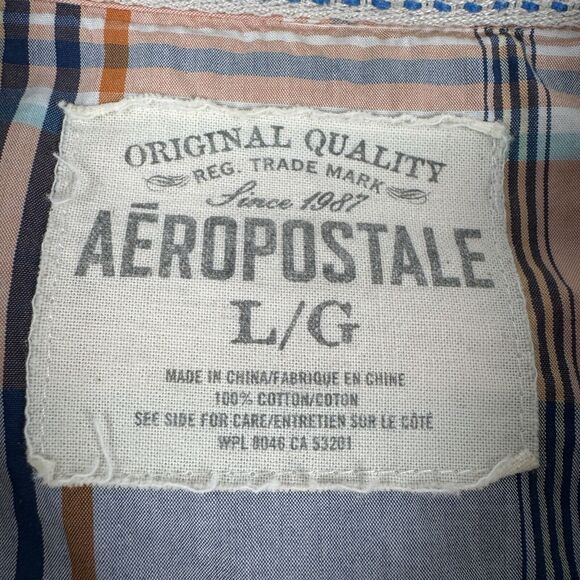 ORIGINAL QUALITY
REG. TRADE MARK
Since 1987
AÉROPOSTALE
L/G
MADE IN CHINA/FABRIQUE EN CHINE
100% COTTON/COTON
SEE SIDE FOR CARE/ENTRETIEN SUR LE CÔTÉ
WPL 8046 CA 53201